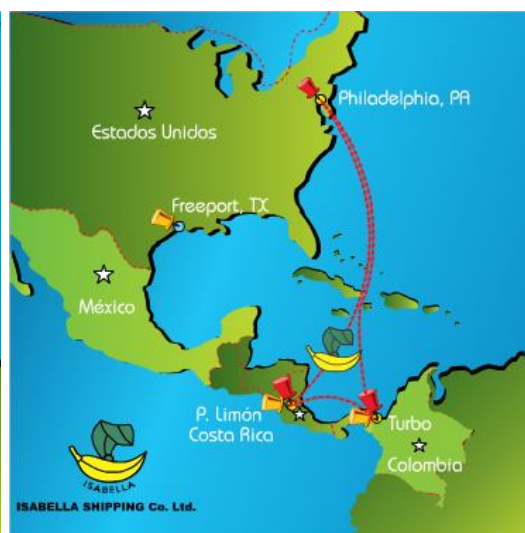 Philadelphia, PA
Estados Unidos
Freeport, TX
México
P. Limón
Costa Rica
Turbo
Colombia
ISABELLA
ISABELLA SHIPPING Co. Ltd.